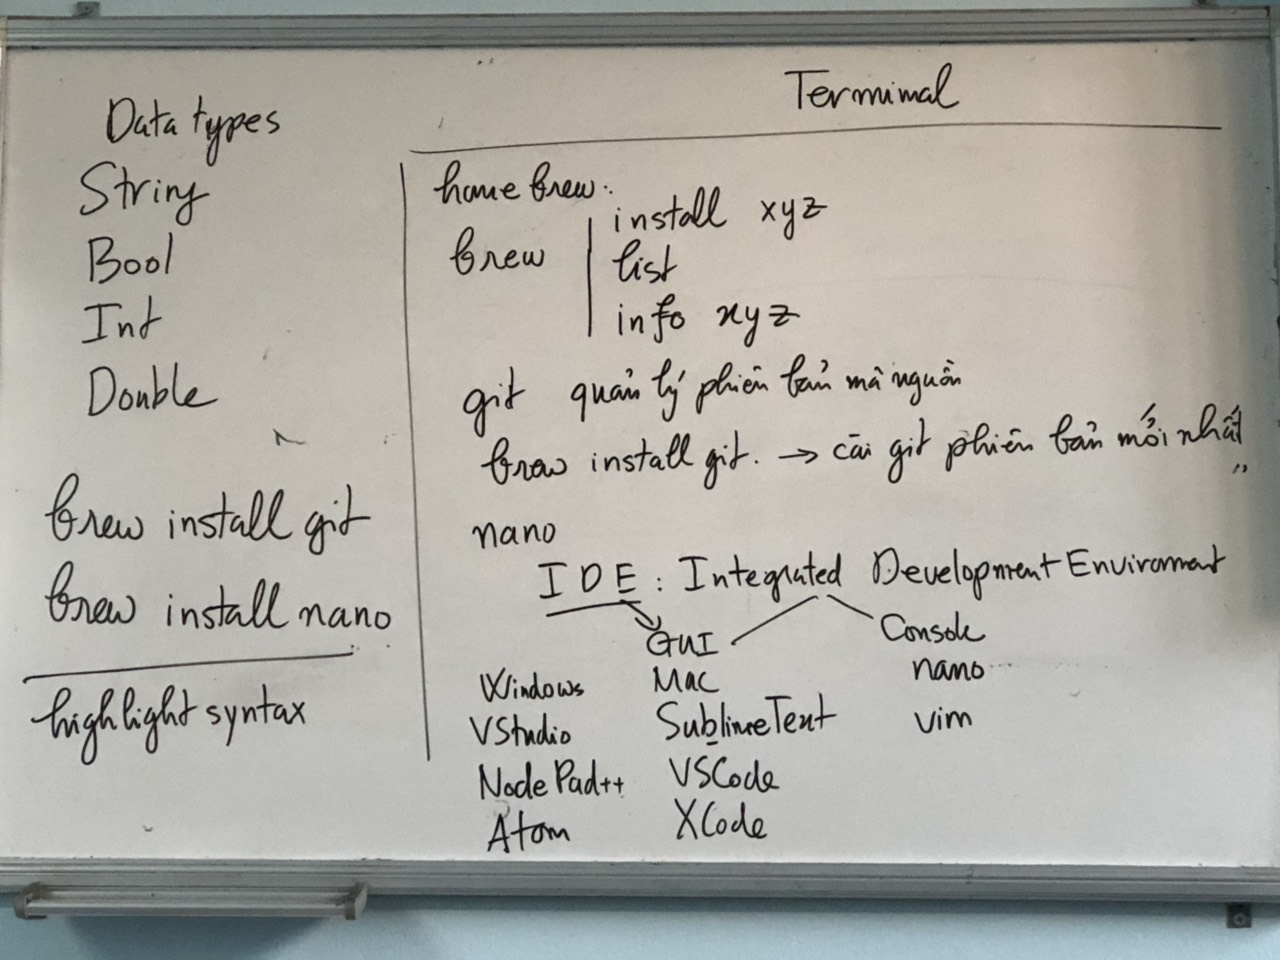 Data types
String
Bool
Int
Double
brew install git
brew install nano
highlight syntax
Terminal
home brew:
brew
install xyz
list
info xyz
git quản lý phiên bản mã nguồn
brew install git. → cài git phiên bản mới nhất
nano
IDE: Integrated Development Environment
GUI
Console
Windows
Mac
nano
VStudio
SublimeText
vim
NodePad++
VSCode
Atom
XCode